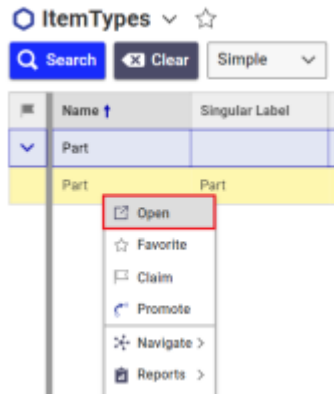 ItemTypes
Search Clear Simple
Name Singular Label
Part
Part Part
Open
Favorite
Claim
Promote
Navigate >
Reports >